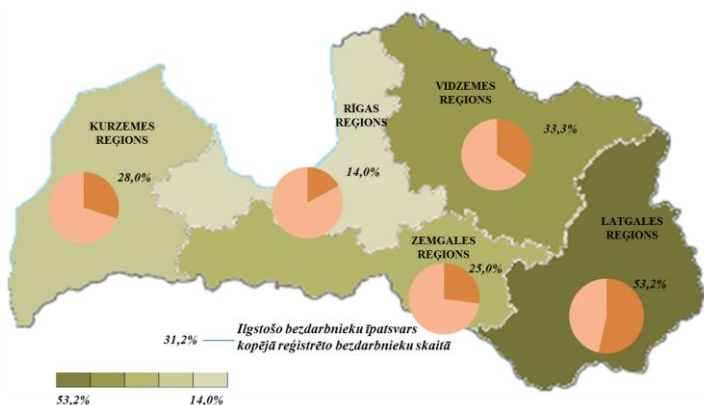 VIDZEMES
REĢIONS
33,3%
RĪGAS
REĢIONS
14,0%
KURZEMES
REĢIONS
28,0%
LATGALES
REĢIONS
53,2%
ZEMGALES
REĢIONS
25,0%
31,2%
Ilgstošo bezdarbnieku īpatsvars
kopējā reģistrēto bezdarbnieku skaitā
53,2%
14,0%